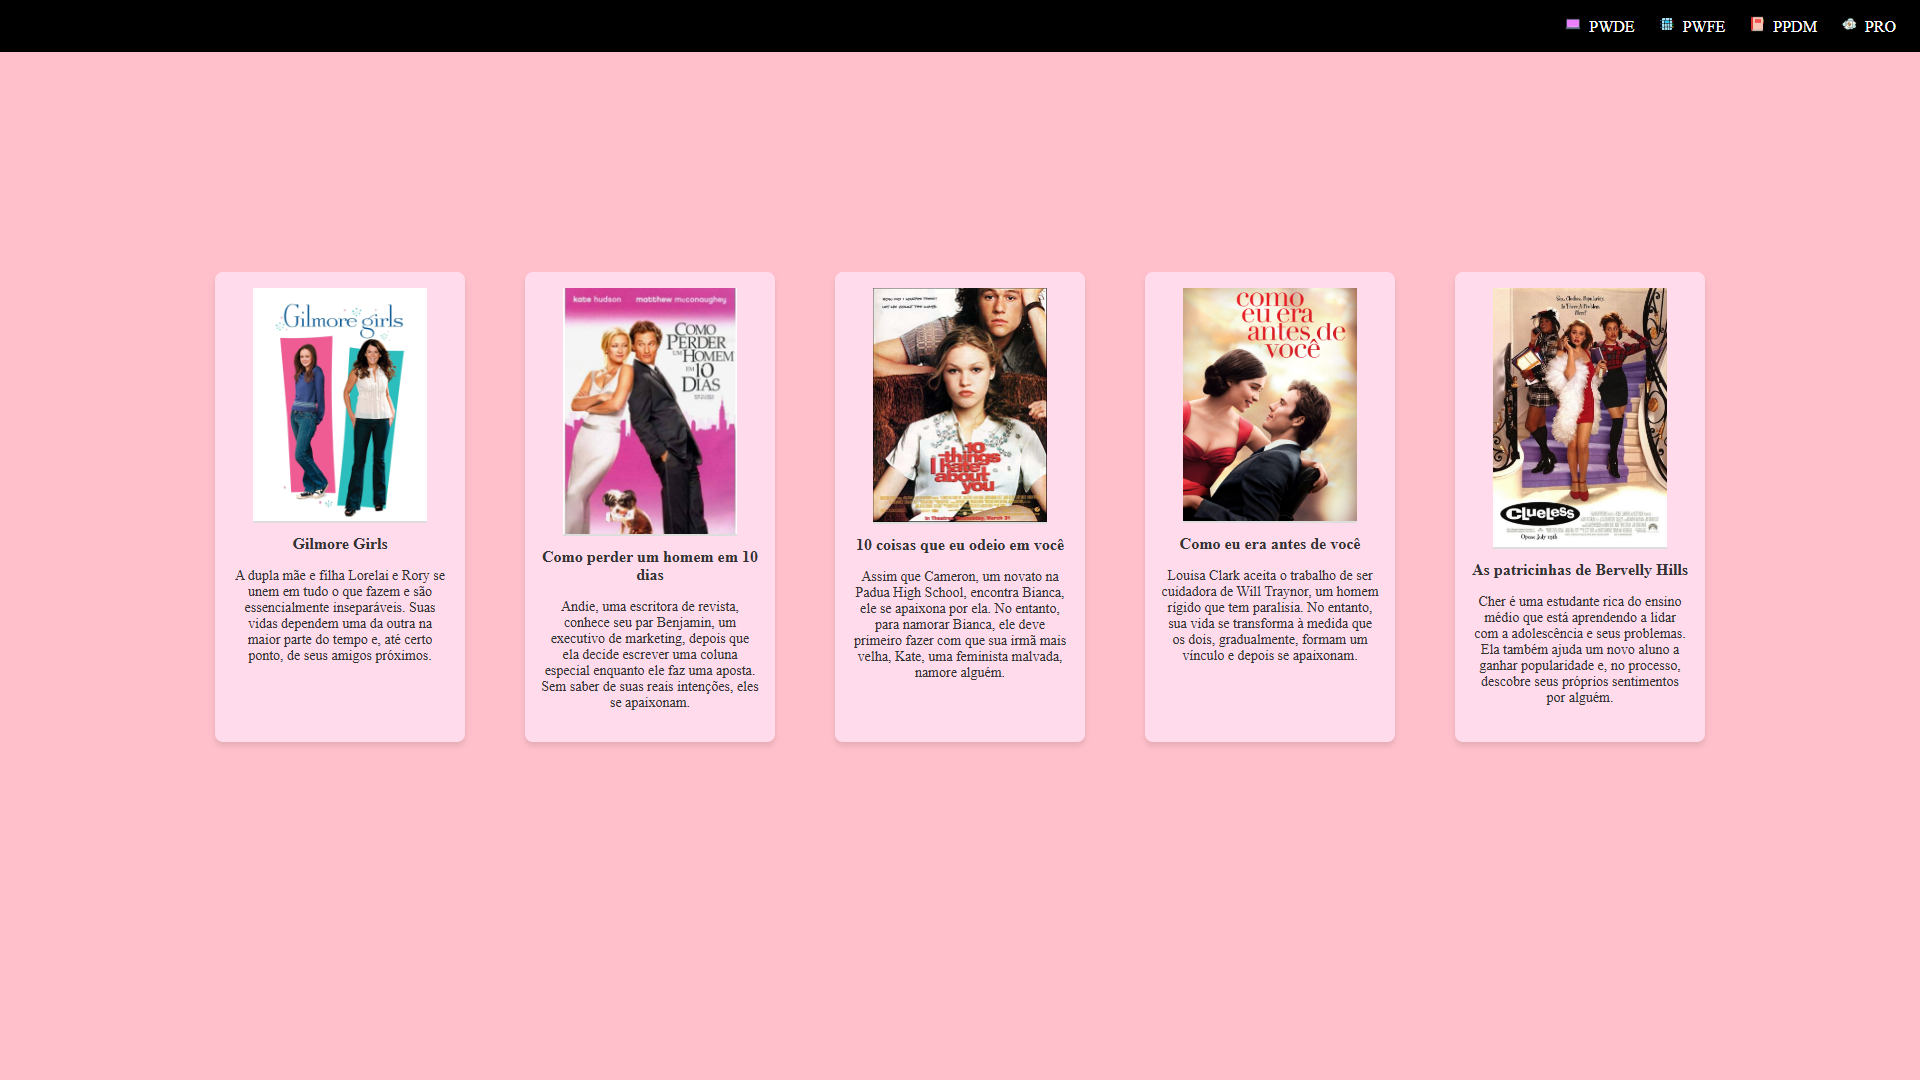 PWDE PWFE PPDM PRO
Gilmore girls
Gilmore Girls
A dupla mãe e filha Lorelai e Rory se
unem em tudo o que fazem e são
essencialmente inseparáveis. Suas
vidas dependem uma da outra na
maior parte do tempo e, até certo
ponto, de seus amigos próximos.
kate hudson matthew mcconaughey
COMO
PERDER
UM HOMEM
EM 10
DIAS
Como perder um homem em 10
dias
Andie, uma escritora de revista,
conhece seu par Benjamin, um
executivo de marketing, depois que
ela decide escrever uma coluna
especial enquanto ele faz uma aposta.
Sem saber de suas reais intenções, eles
se apaixonam.
10
things
I hate
about
you
10 coisas que eu odeio em você
Assim que Cameron, um novato na
Padua High School, encontra Bianca,
ele se apaixona por ela. No entanto,
para namorar Bianca, ele deve
primeiro fazer com que sua irmã mais
velha, Kate, uma feminista malvada,
namore alguém.
como
eu era
antes de
você
Como eu era antes de você
Louisa Clark aceita o trabalho de ser
cuidadora de Will Traynor, um homem
rígido que tem paralisia. No entanto,
sua vida se transforma à medida que
os dois, gradualmente, formam um
vínculo e depois se apaixonam.
Sex. Clothes. Popularity.
Is There A Problem
Here?
CLUELESS
Opens July 19th
As patricinhas de Bervelly Hills
Cher é uma estudante rica do ensino
médio que está aprendendo a lidar
com a adolescência e seus problemas.
Ela também ajuda um novo aluno a
ganhar popularidade e, no processo,
descobre seus próprios sentimentos
por alguém.